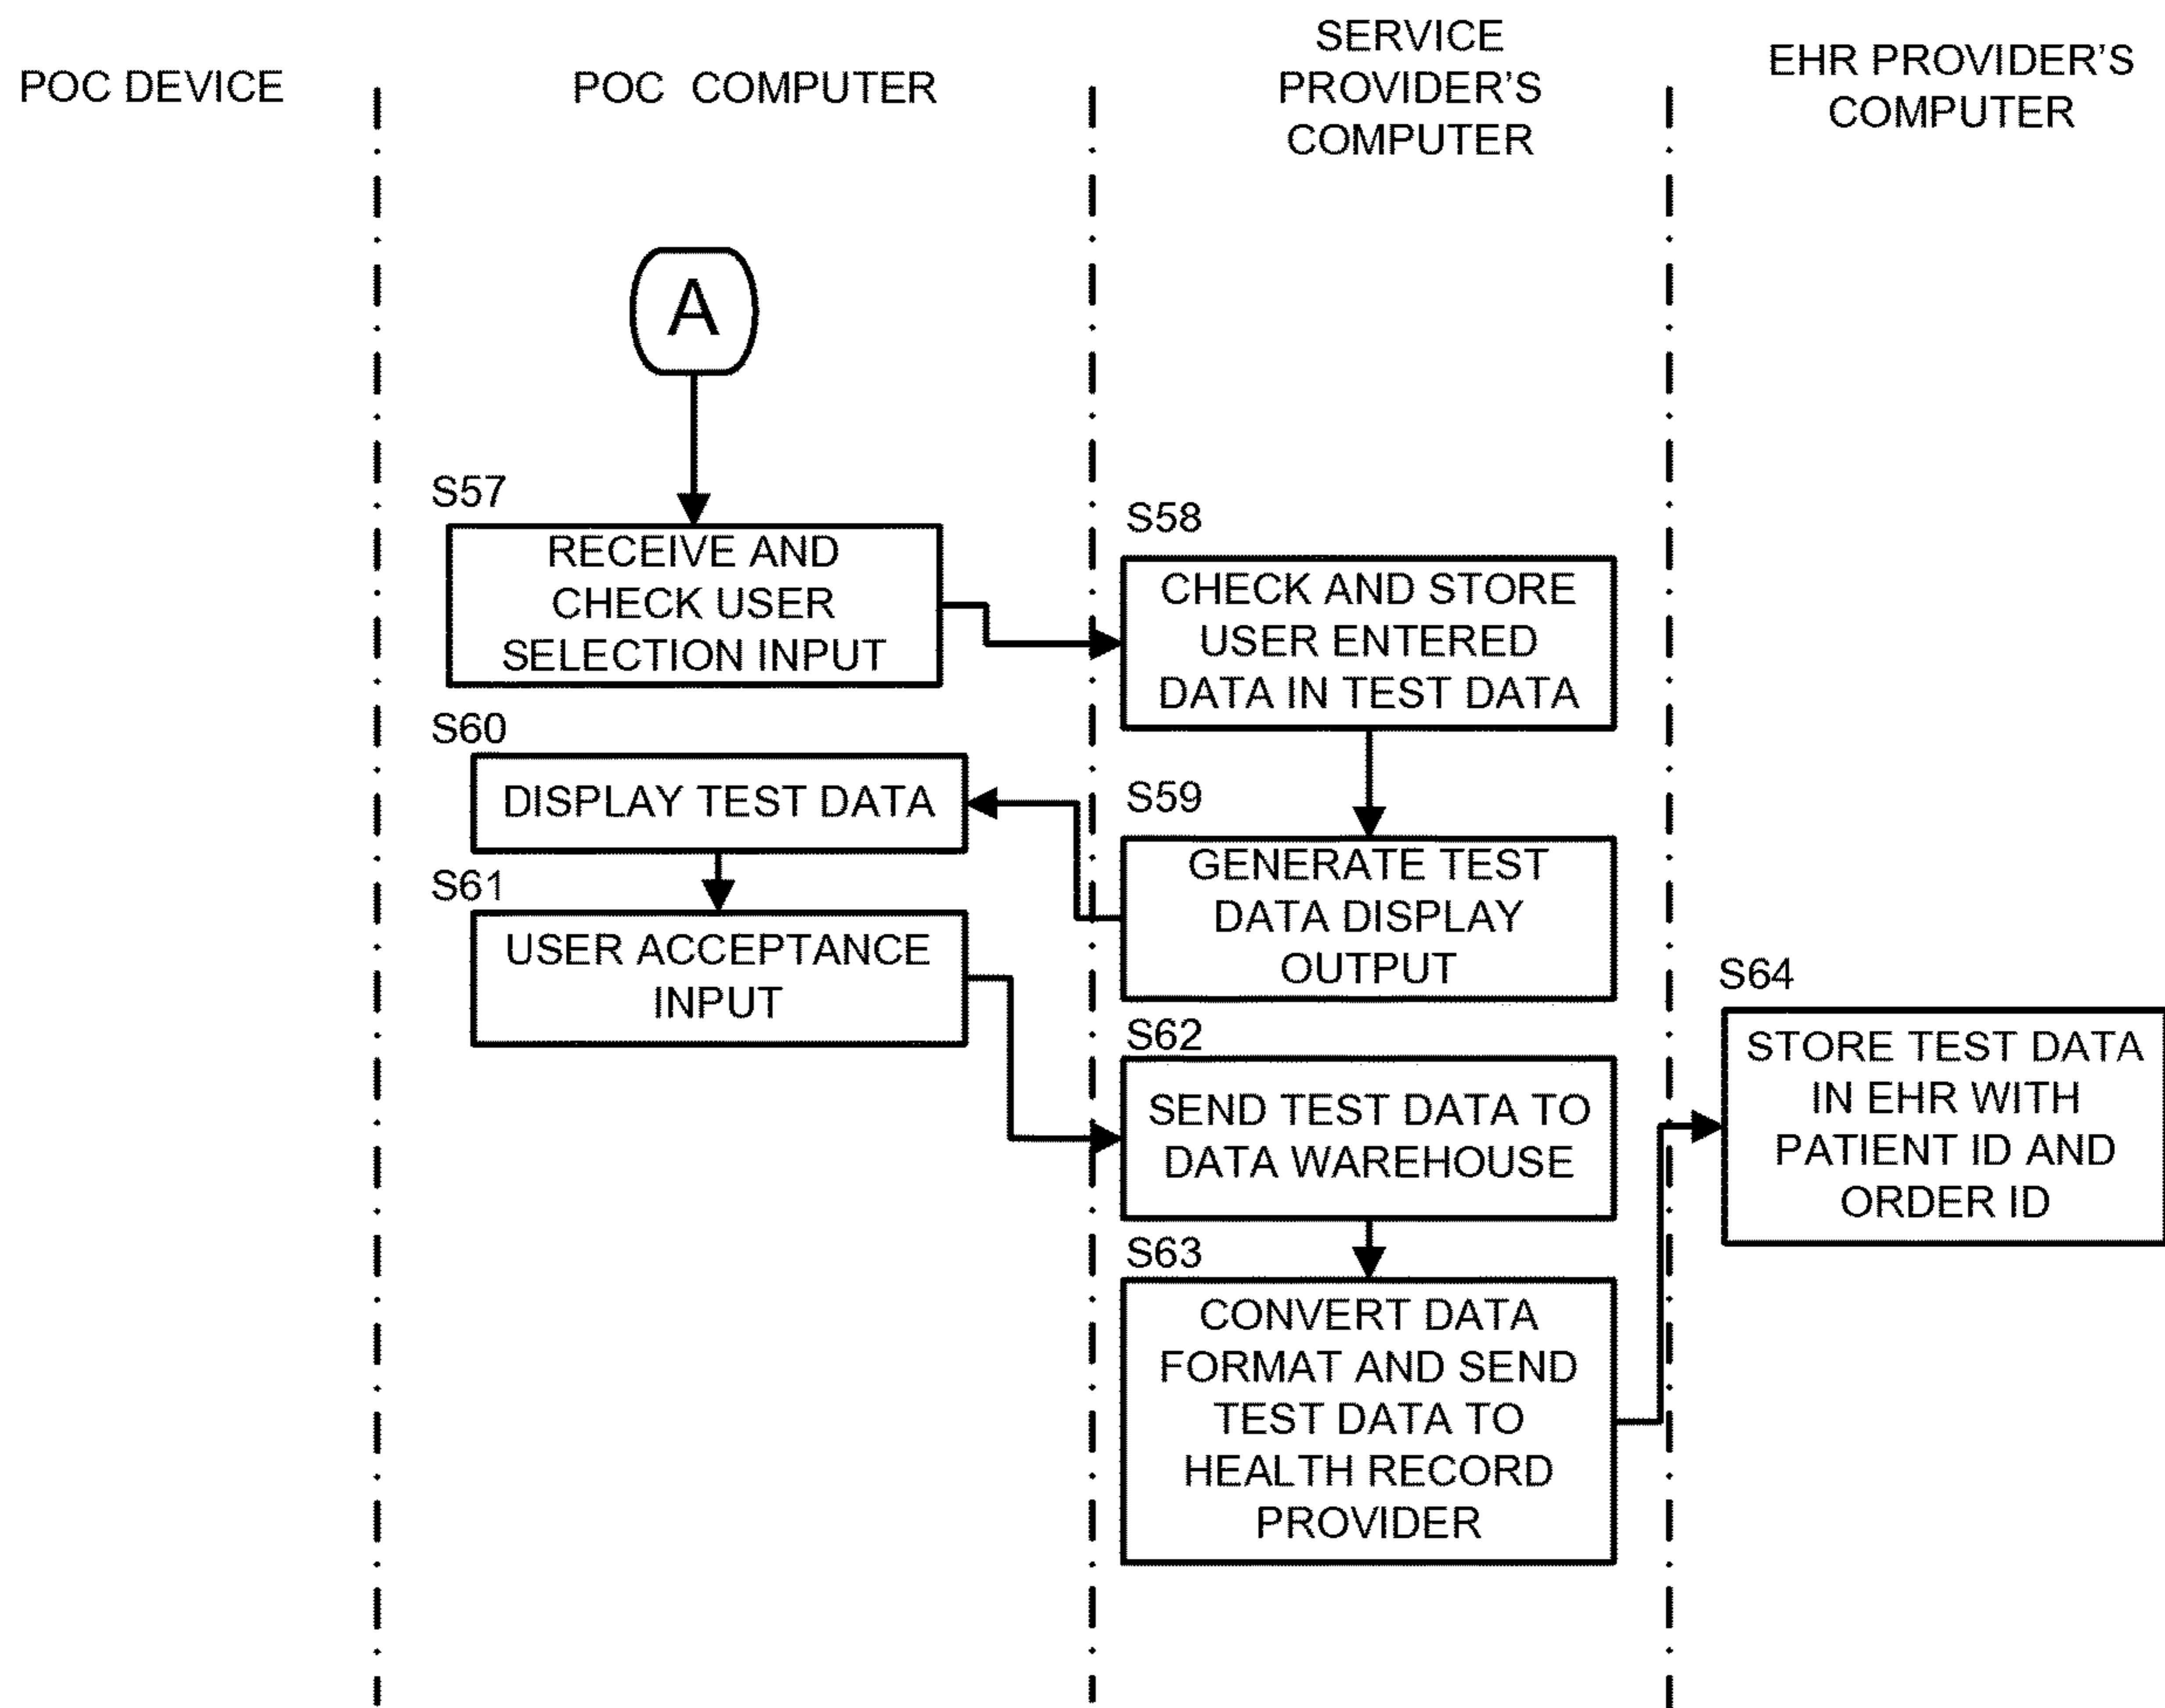 POC DEVICE
POC COMPUTER
SERVICE
PROVIDER'S
COMPUTER
EHR PROVIDER'S
COMPUTER
A
S57
RECEIVE AND
CHECK USER
SELECTION INPUT
S58
CHECK AND STORE
USER ENTERED
DATA IN TEST DATA
S60
DISPLAY TEST DATA
S59
GENERATE TEST
DATA DISPLAY
OUTPUT
S61
USER ACCEPTANCE
INPUT
S62
SEND TEST DATA TO
DATA WAREHOUSE
S63
CONVERT DATA
FORMAT AND SEND
TEST DATA TO
HEALTH RECORD
PROVIDER
S64
STORE TEST DATA
IN EHR WITH
PATIENT ID AND
ORDER ID